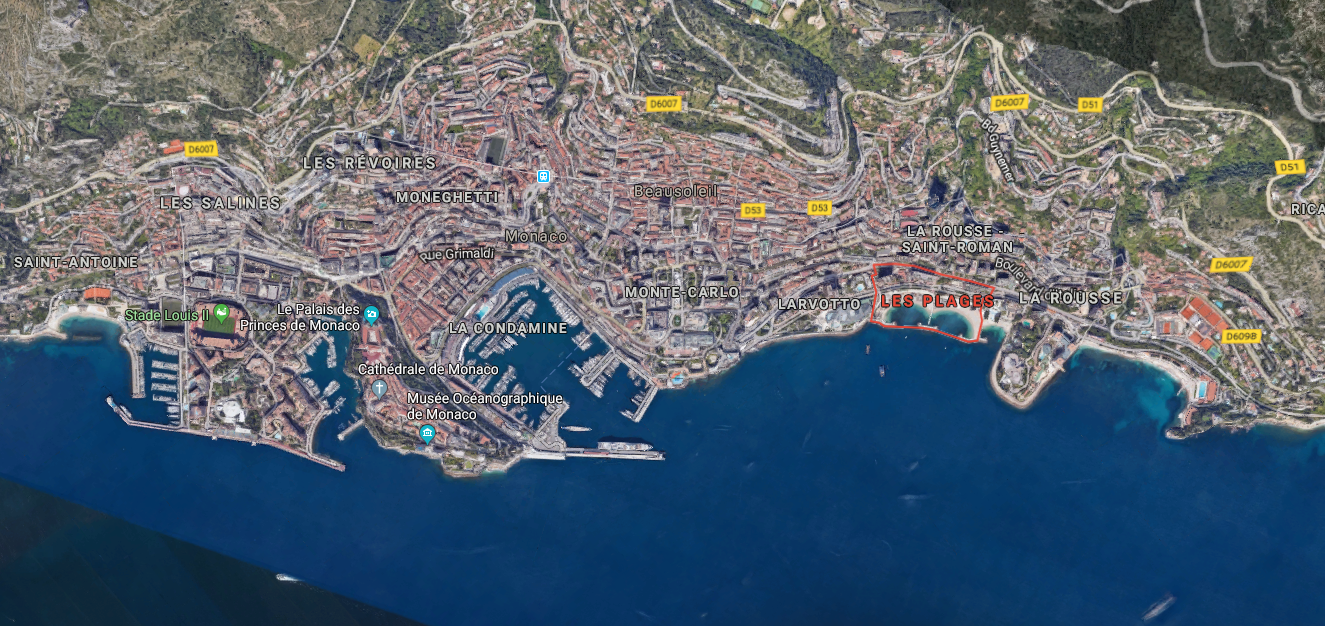 D6007
D6007
D51
Bd Guynemer
D6007
LES RÉVOIRES
D51
MONEGHETTI
Beausoleil
LES SALINES
D53
D53
RICA
Monaco
LA ROUSSE -
SAINT-ROMAN
Rue Grimaldi
SAINT-ANTOINE
D6007
MONTE-CARLO
LARVOTTO
LES PLAGES
LA ROUSSE
Stade Louis II
Le Palais des
Princes de Monaco
LA CONDAMINE
D6098
Cathédrale de Monaco
Musée Océanographique
de Monaco